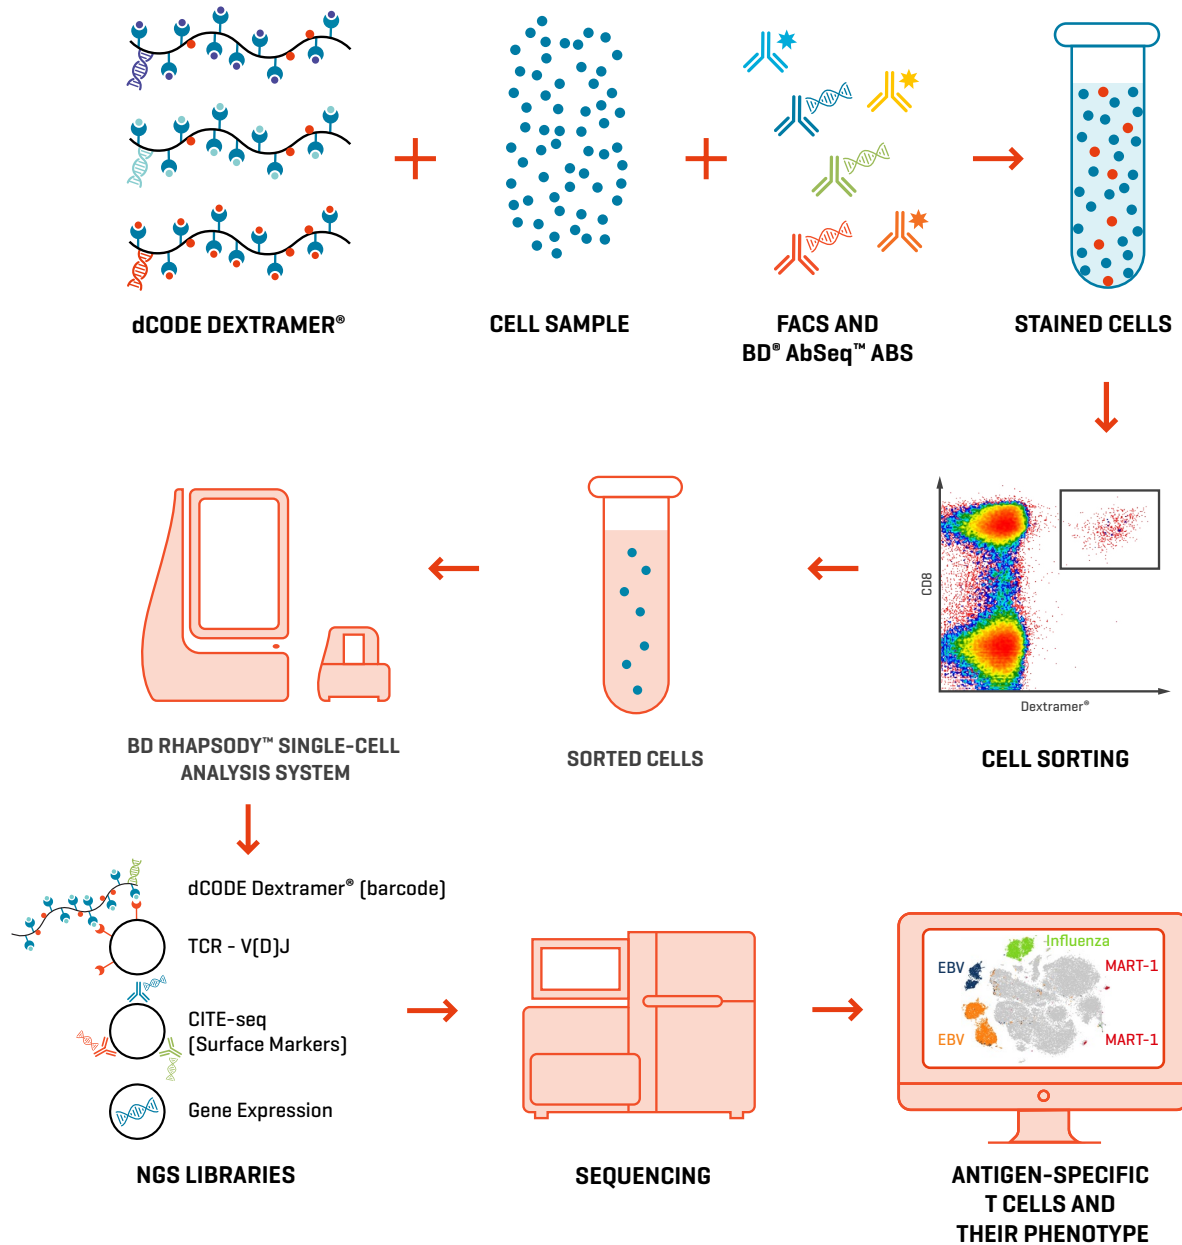 dCODE DEXTRAMER®
CELL SAMPLE
FACS AND
BD® AbSeq™ ABS
STAINED CELLS
CD8
Dextramer®
CELL SORTING
SORTED CELLS
BD RHAPSODY™ SINGLE-CELL
ANALYSIS SYSTEM
dCODE Dextramer® (barcode)
TCR - V(D)J
CITE-seq
(Surface Markers)
Gene Expression
NGS LIBRARIES
SEQUENCING
Influenza
EBV
MART-1
EBV
MART-1
ANTIGEN-SPECIFIC
T CELLS AND
THEIR PHENOTYPE